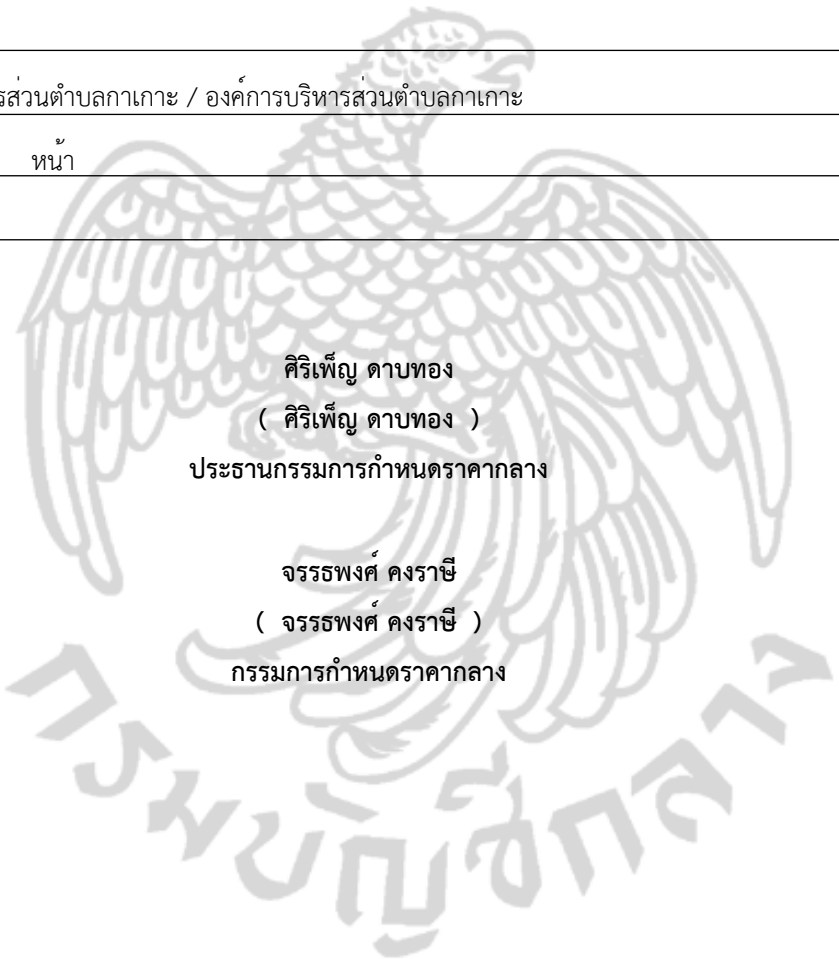 รส่วนตำบลกาเกาะ / องค์การบริหารส่วนตำบลกาเกาะ
หน้า
ศิริเพ็ญ ดาบทอง
( ศิริเพ็ญ ดาบทอง )
ประธานกรรมการกำหนดราคากลาง
จรรธพงศ์ คงราษี
( จรรธพงศ์ คงราษี )
กรรมการกำหนดราคากลาง
กรมบัญชีกลาง